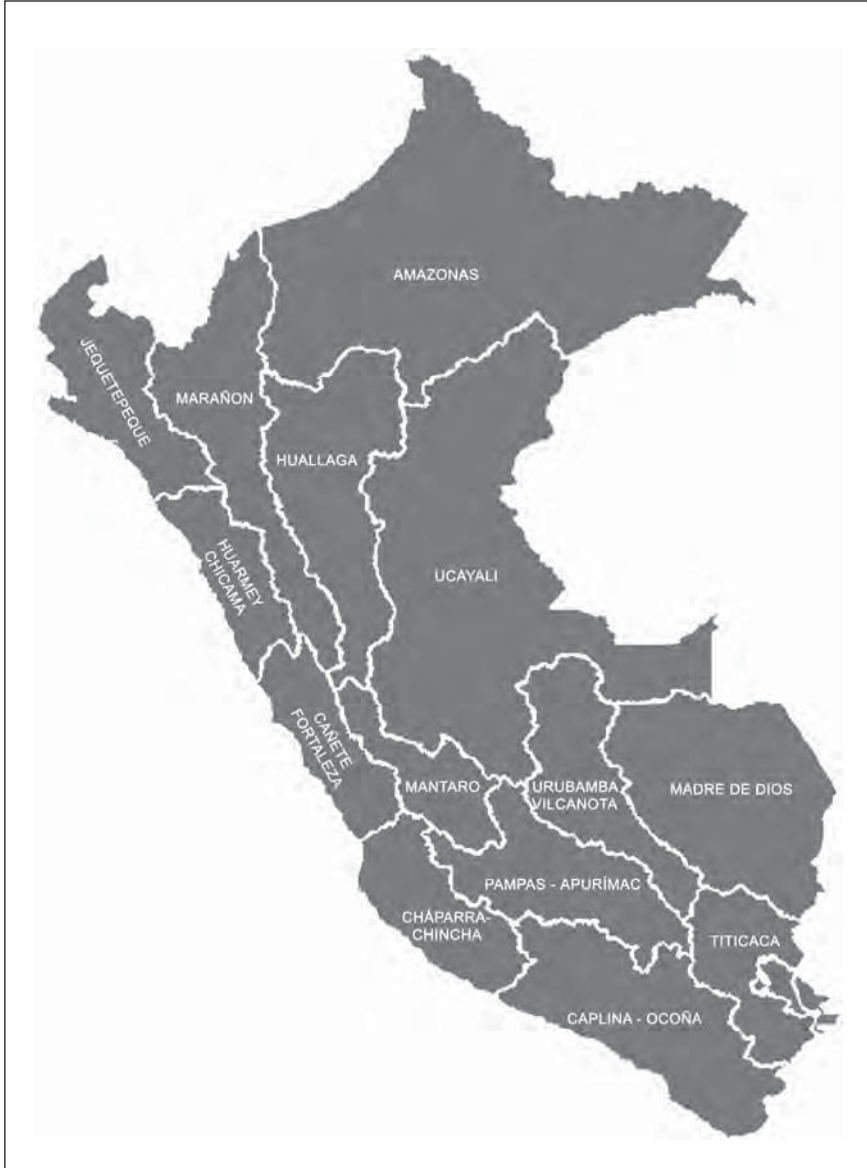 AMAZONAS
JEQUETEPEQUE
MARAÑON
HUALLAGA
HUARMEY
CHICAMA
UCAYALI
CAÑETE
FORTALEZA
MANTARO
URUBAMBA
VILCANOTA
MADRE DE DIOS
PAMPAS - APURÍMAC
CHÁPARRA-
CHINCHA
TITICACA
CAPLINA - OCOÑA